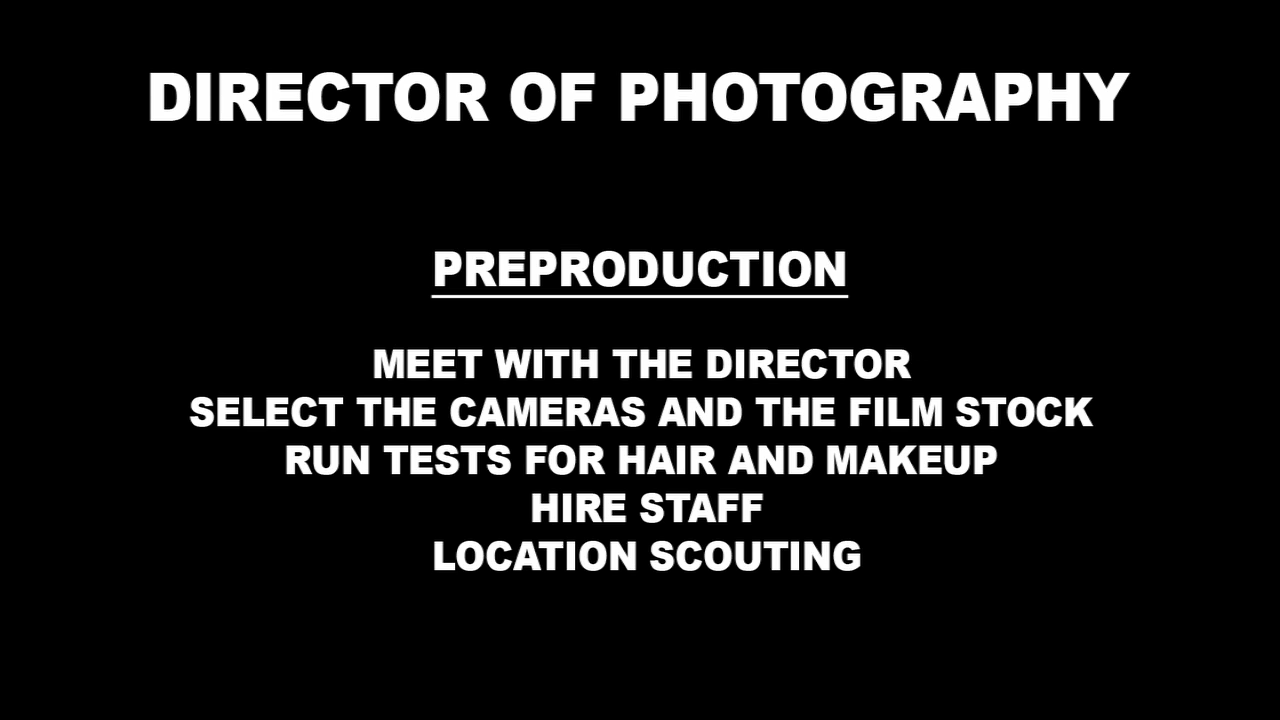 DIRECTOR OF PHOTOGRAPHY
PREPRODUCTION
MEET WITH THE DIRECTOR
SELECT THE CAMERAS AND THE FILM STOCK
RUN TESTS FOR HAIR AND MAKEUP
HIRE STAFF
LOCATION SCOUTING